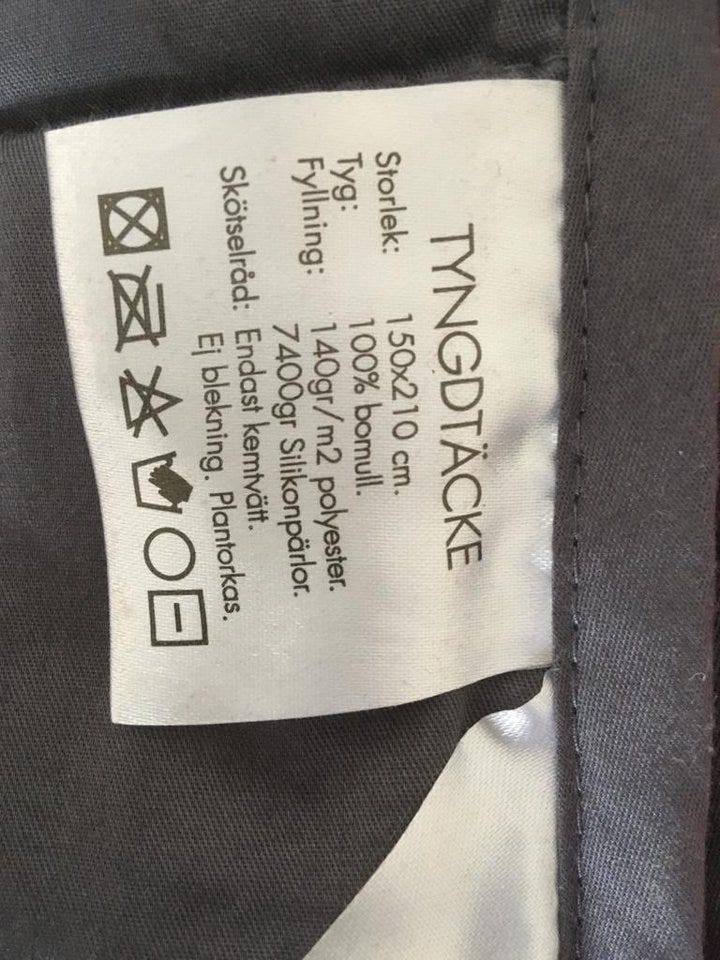 TYNGDTÄCKE
Storlek: 150x210 cm.
Tyg: 100% bomull.
Fyllning: 140gr/m2 polyester.
7400gr Silikonpärlor.
Skötselråd: Endast kemtvätt.
Ej blekning. Plantorkas.